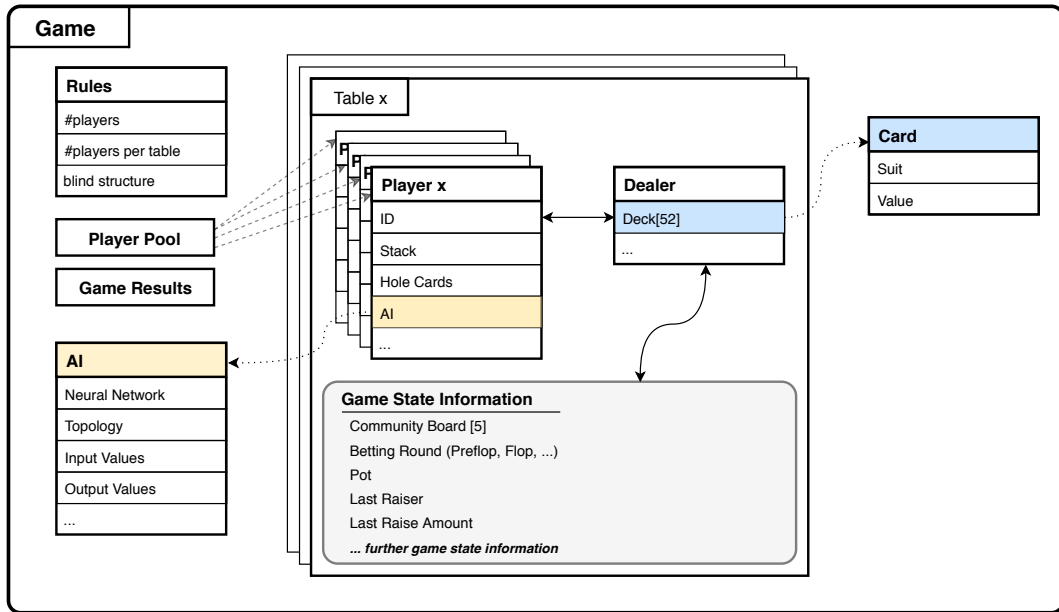 Game
Rules
#players
#players per table
blind structure
Player Pool
Game Results
AI
Neural Network
Topology
Input Values
Output Values
...
Table x
P
P
P
Player x
ID
Stack
Hole Cards
AI
...
Dealer
Deck[52]
...
Card
Suit
Value
Game State Information
Community Board [5]
Betting Round (Preflop, Flop, ...)
Pot
Last Raiser
Last Raise Amount
... further game state information